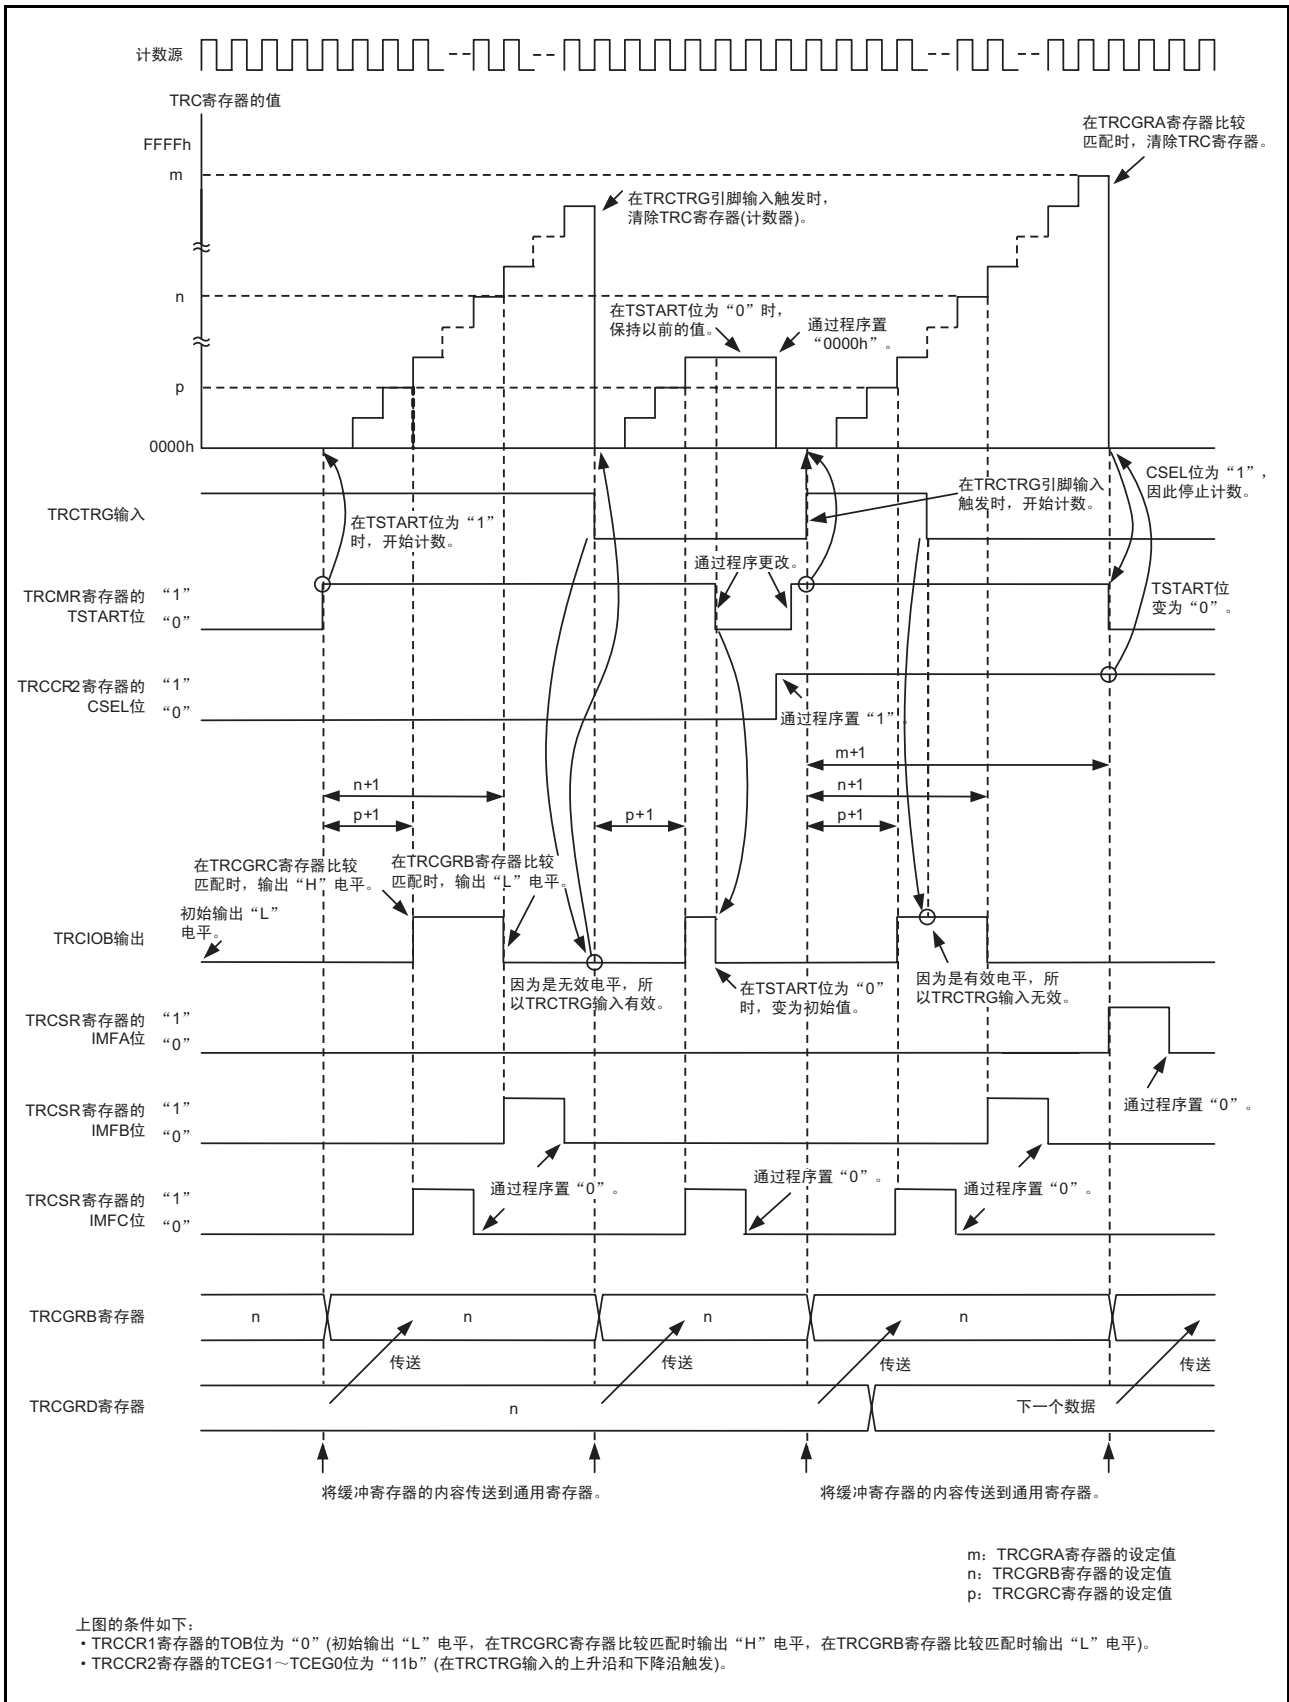 计数源
TRC寄存器的值
FFFFh
m
n
p
0000h
在TRCGRA寄存器比较
匹配时，清除TRC寄存器。
在TRCTRG引脚输入触发时，
清除TRC寄存器(计数器)。
在TSTART位为“0”时，
保持以前的值。
通过程序置
“0000h”。
TRCTRG输入
在TSTART位为“1”
时，开始计数。
在TRCTRG引脚输入
触发时，开始计数。
CSEL位为“1”，
因此停止计数。
通过程序更改。
TRCMR寄存器的 “1”
TSTART位 “0”
TSTART位
变为“0”。
TRCCR2寄存器的 “1”
CSEL位 “0”
通过程序置“1”。
m+1
n+1
n+1
p+1
p+1
p+1
在TRCGRC寄存器比较
匹配时，输出“H”电平。
在TRCGRB寄存器比较
匹配时，输出“L”电平。
初始输出“L”
电平。
TRCIOB输出
因为是无效电平，所
以TRCTRG输入有效。
在TSTART位为“0”
时，变为初始值。
因为是有效电平，所
以TRCTRG输入无效。
TRCSR寄存器的 “1”
IMFA位 “0”
通过程序置“0”。
TRCSR寄存器的 “1”
IMFB位 “0”
通过程序置“0”。
通过程序置“0”。
通过程序置“0”。
TRCSR寄存器的 “1”
IMFC位 “0”
TRCGRB寄存器
n
n
n
n
传送
传送
传送
传送
TRCGRD寄存器
n
下一个数据
将缓冲寄存器的内容传送到通用寄存器。
将缓冲寄存器的内容传送到通用寄存器。
m：TRCGRA寄存器的设定值
n：TRCGRB寄存器的设定值
p：TRCGRC寄存器的设定值
上图的条件如下：
・TRCCR1寄存器的TOB位为“0”(初始输出“L”电平，在TRCGRC寄存器比较匹配时输出“H”电平，在TRCGRB寄存器比较匹配时输出“L”电平)。
・TRCCR2寄存器的TCEG1～TCEG0位为“11b”(在TRCTRG输入的上升沿和下降沿触发)。